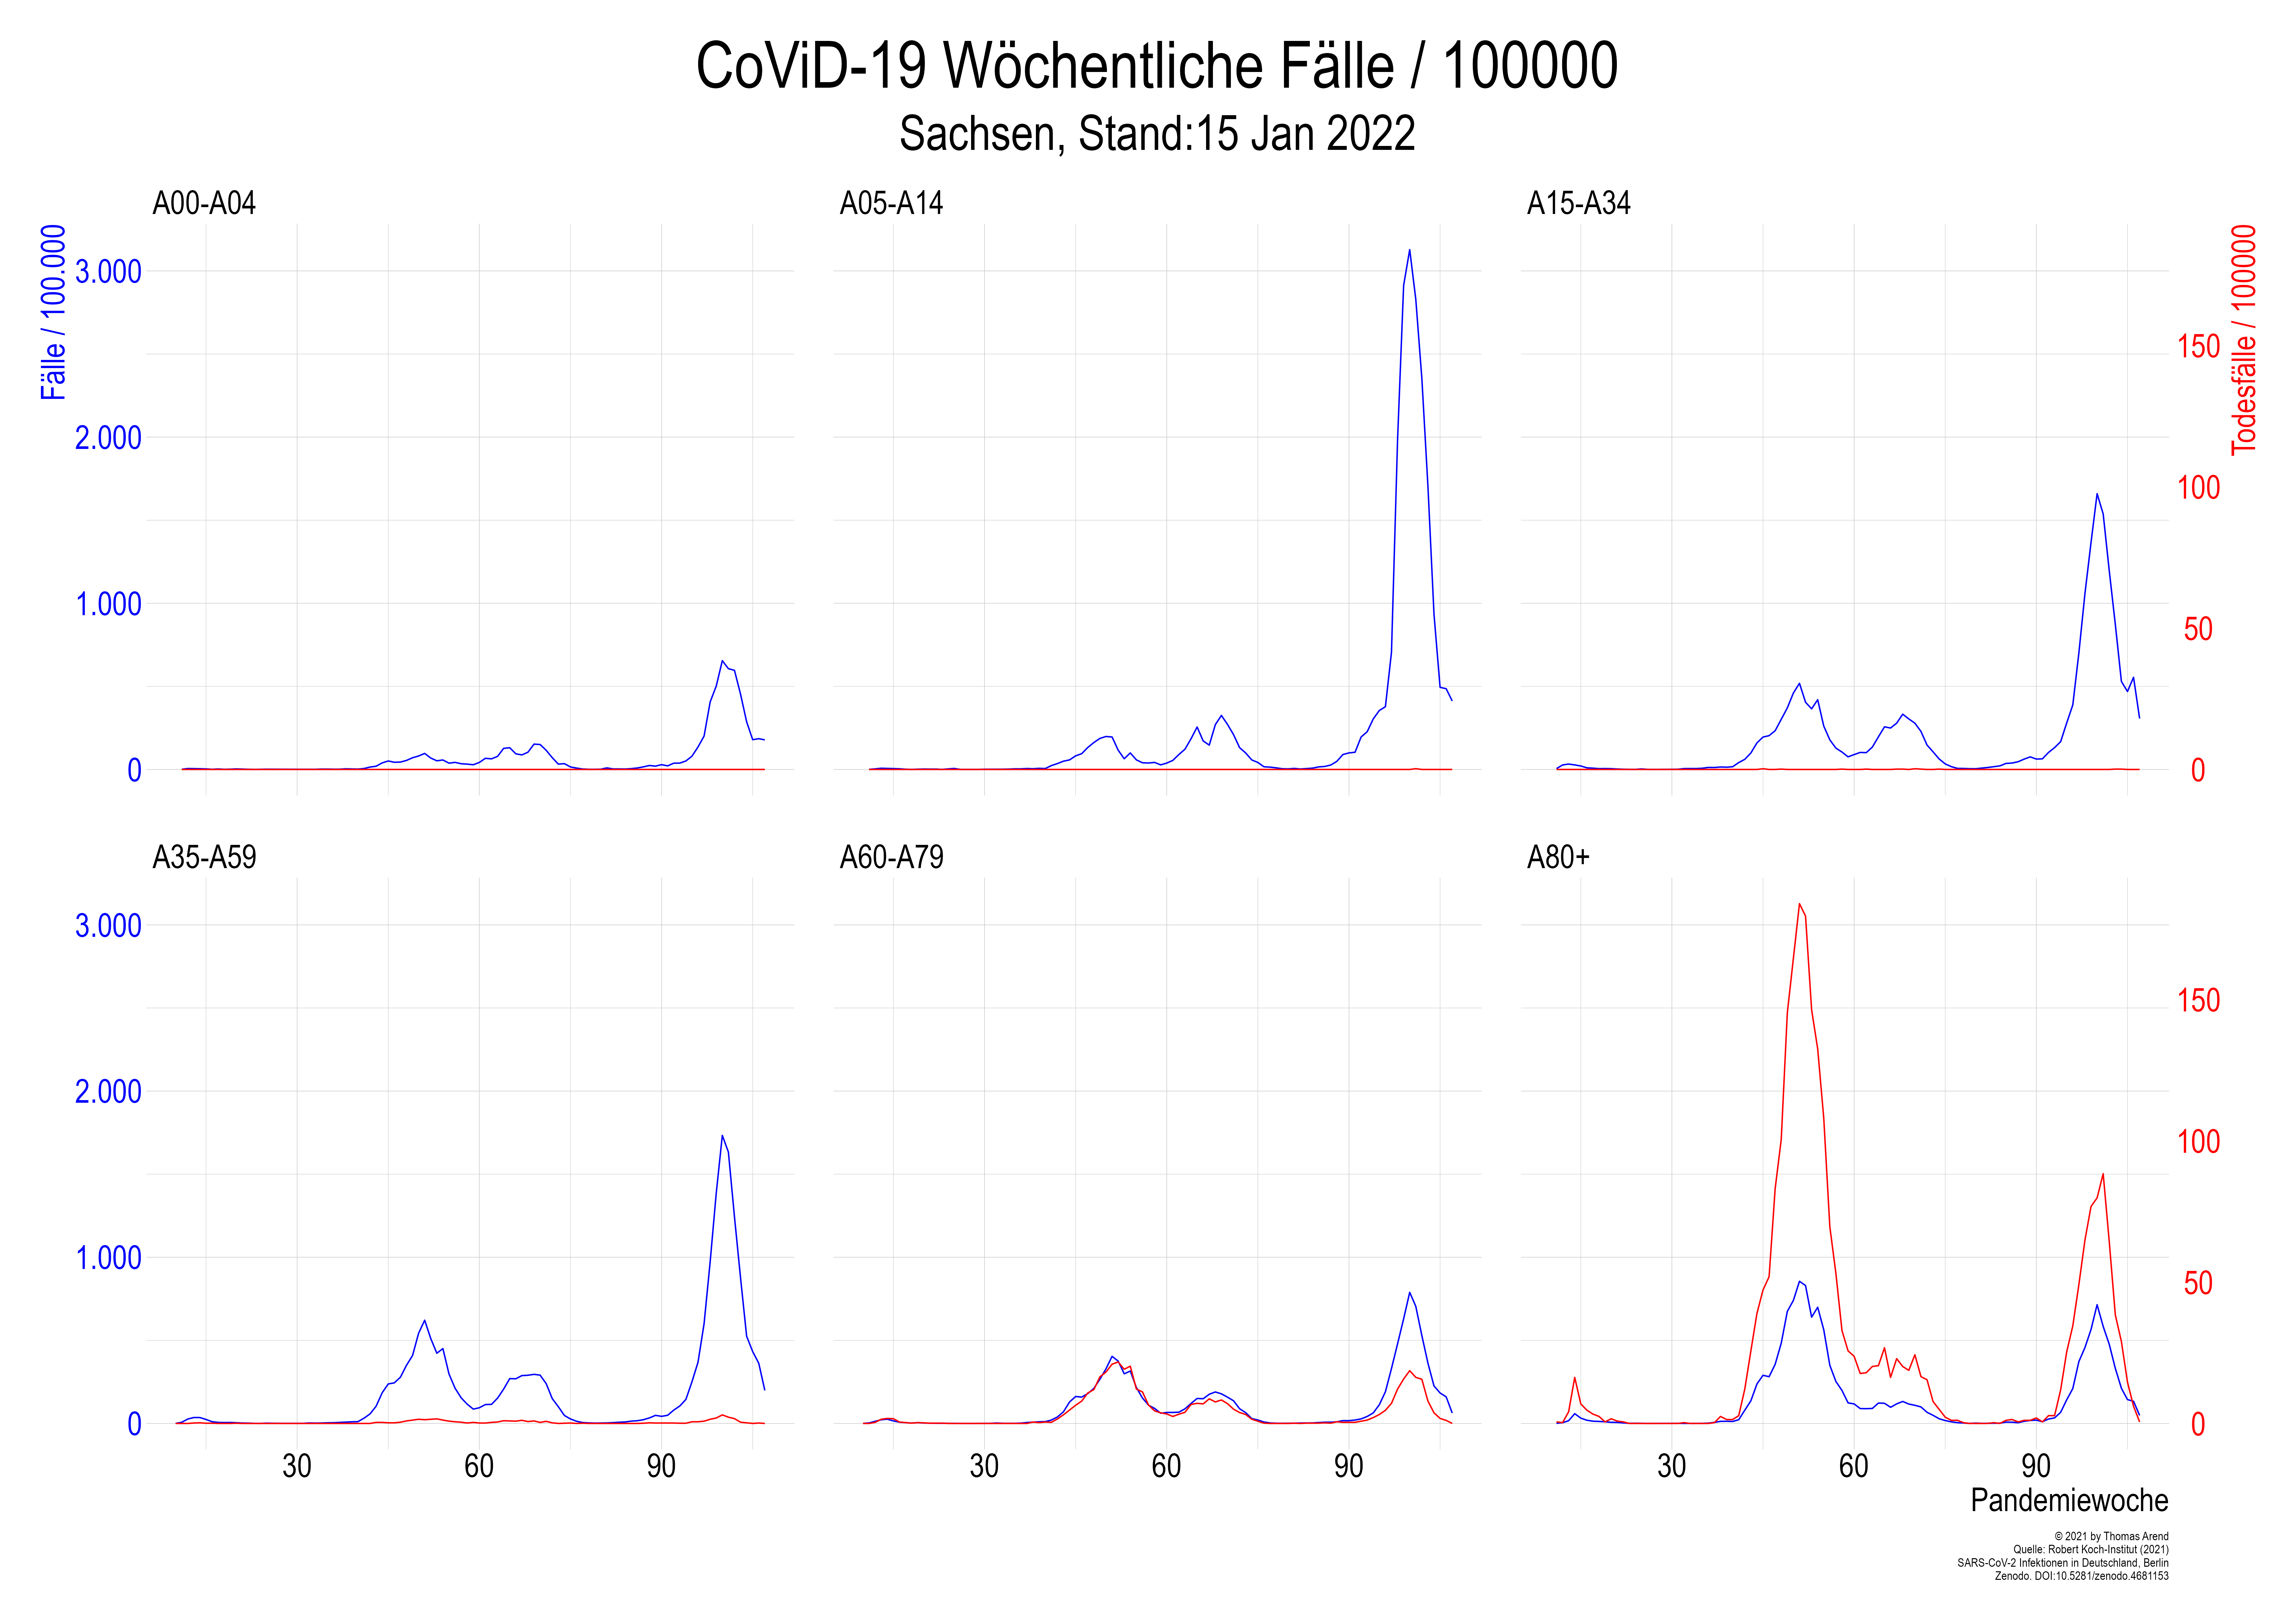 CoViD-19 Wöchentliche Fälle / 100000
Sachsen, Stand:15 Jan 2022
A00-A04
A05-A14
A15-A34
Fälle / 100.000
3.000
2.000
1.000
0
Todesfälle / 100000
150
100
50
0
A35-A59
A60-A79
A80+
3.000
2.000
1.000
0
150
100
50
0
30 60 90
30 60 90
30 60 90
Pandemiewoche
© 2021 by Thomas Arend
Quelle: Robert Koch-Institut (2021)
SARS-CoV-2 Infektionen in Deutschland, Berlin
Zenodo. DOI:10.5281/zenodo.4681153